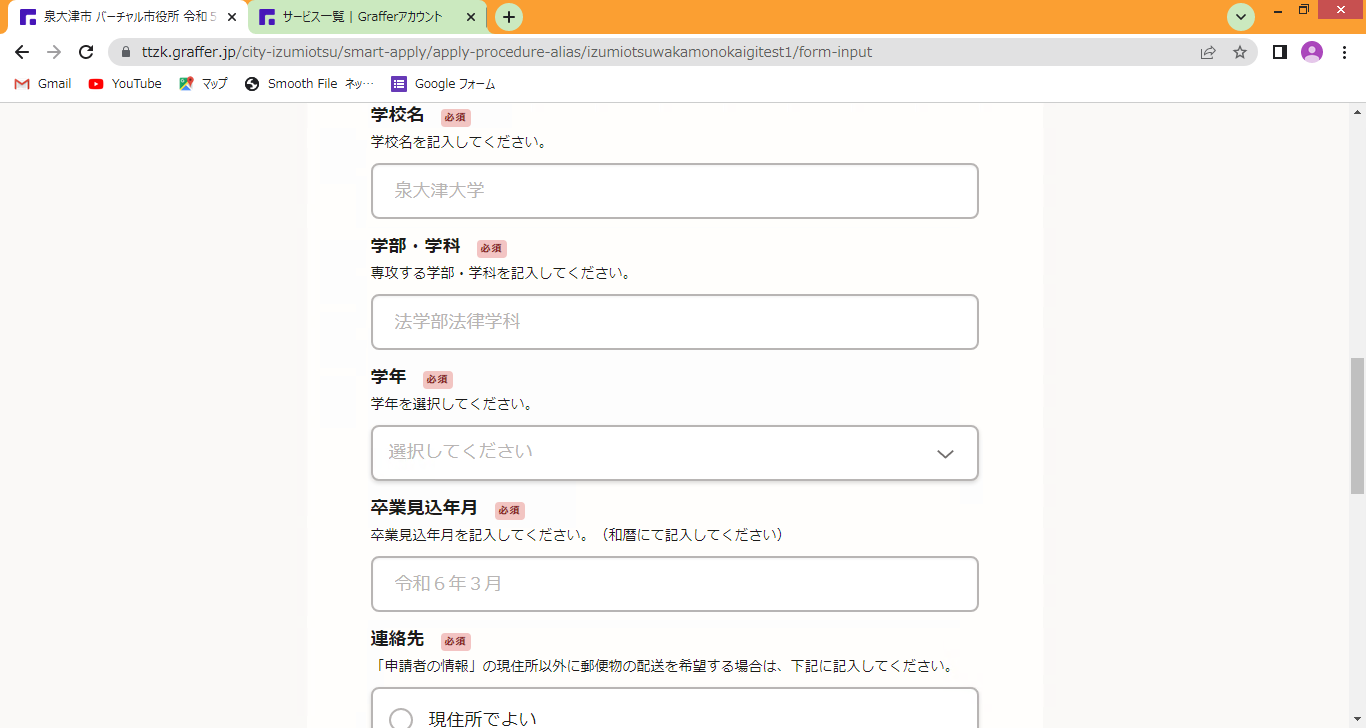 泉大津市 バーチャル市役所 令和５
サービス一覧 | Grafferアカウント
ttzk.graffer.jp/city-izumiotsu/smart-apply/apply-procedure-alias/izumiotsuwakamonokaigitest1/form-input
Gmail
YouTube
マップ
Smooth File ネッ…
Google フォーム
学校名 必須
学校名を記入してください。
泉大津大学
学部・学科 必須
専攻する学部・学科を記入してください。
法学部法律学科
学年 必須
学年を選択してください。
選択してください
卒業見込年月 必須
卒業見込年月を記入してください。（和暦にて記入してください）
令和６年３月
連絡先 必須
「申請者の情報」の現住所以外に郵便物の配送を希望する場合は、下記に記入してください。
現住所でよい